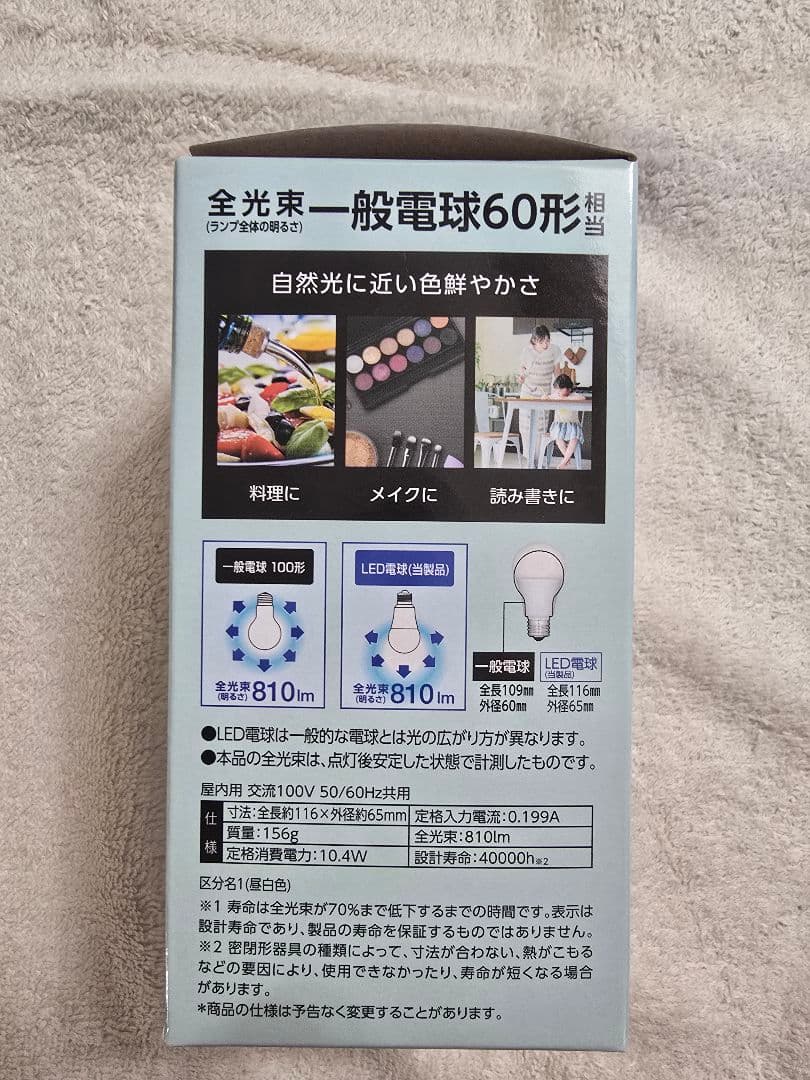 全光束
(ランプ全体の明るさ)
一般電球60形
相当
自然光に近い色鮮やかさ
料理に
メイクに
読み書きに
一般電球 100形
全光束
(明るさ)
810lm
LED電球(当製品)
全光束
(明るさ)
810lm
一般電球
全長109mm
外径60mm
LED電球
(当製品)
全長116mm
外径65mm
●LED電球は一般的な電球とは光の広がり方が異なります。
●本品の全光束は、点灯後安定した状態で計測したものです。
屋内用 交流100V 50/60Hz共用
仕様
寸法:全長約116×外径約65mm
定格入力電流:0.199A
質量:156g
全光束:810lm
定格消費電力:10.4W
設計寿命:40000h※2
区分名1(昼白色)
※1 寿命は全光束が70%まで低下するまでの時間です。表示は
設計寿命であり、製品の寿命を保証するものではありません。
※2 密閉形器具の種類によって、寸法が合わない、熱がこもる
などの要因により、使用できなかったり、寿命が短くなる場合
があります。
*商品の仕様は予告なく変更することがあります。